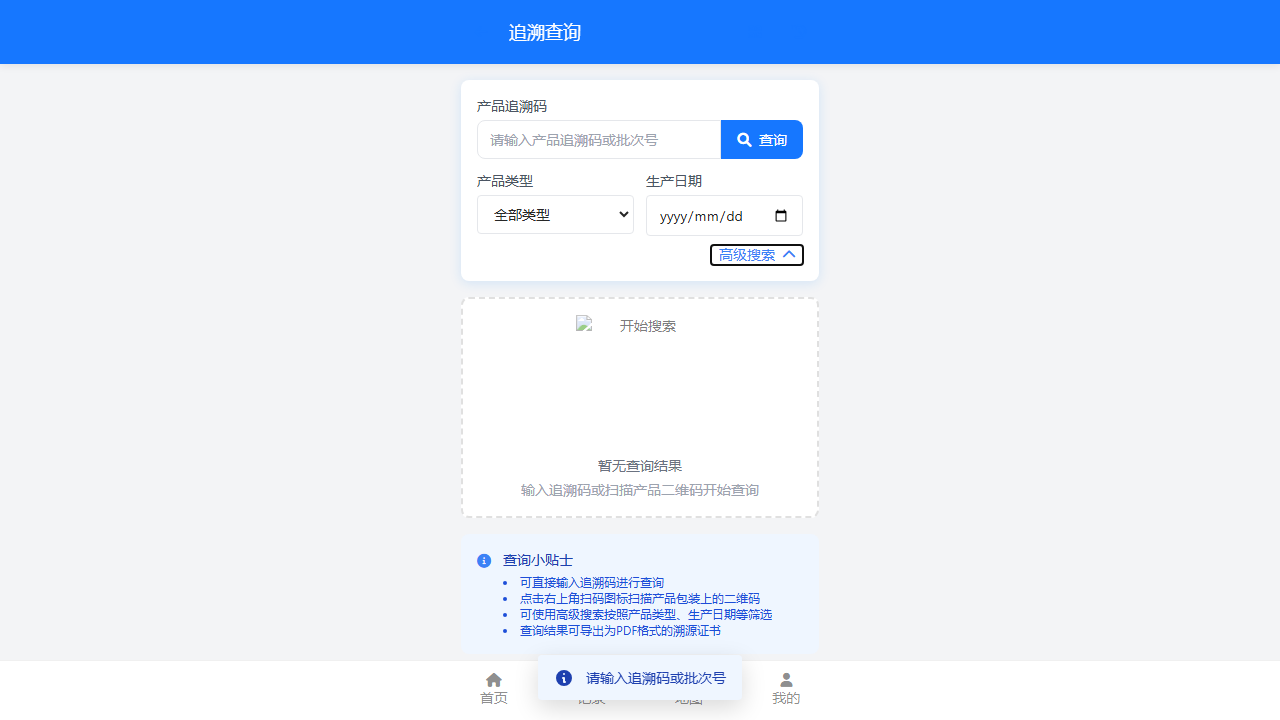 追溯查询
产品追溯码
请输入产品追溯码或批次号
查询
产品类型
生产日期
全部类型
yyyy/mm/dd
高级搜索
开始搜索
暂无查询结果
输入追溯码或扫描产品二维码开始查询
查询小贴士
可直接输入追溯码进行查询
点击右上角扫码图标扫描产品包装上的二维码
可使用高级搜索按照产品类型、生产日期等筛选
查询结果可导出为PDF格式的溯源证书
请输入追溯码或批次号
首页
我的